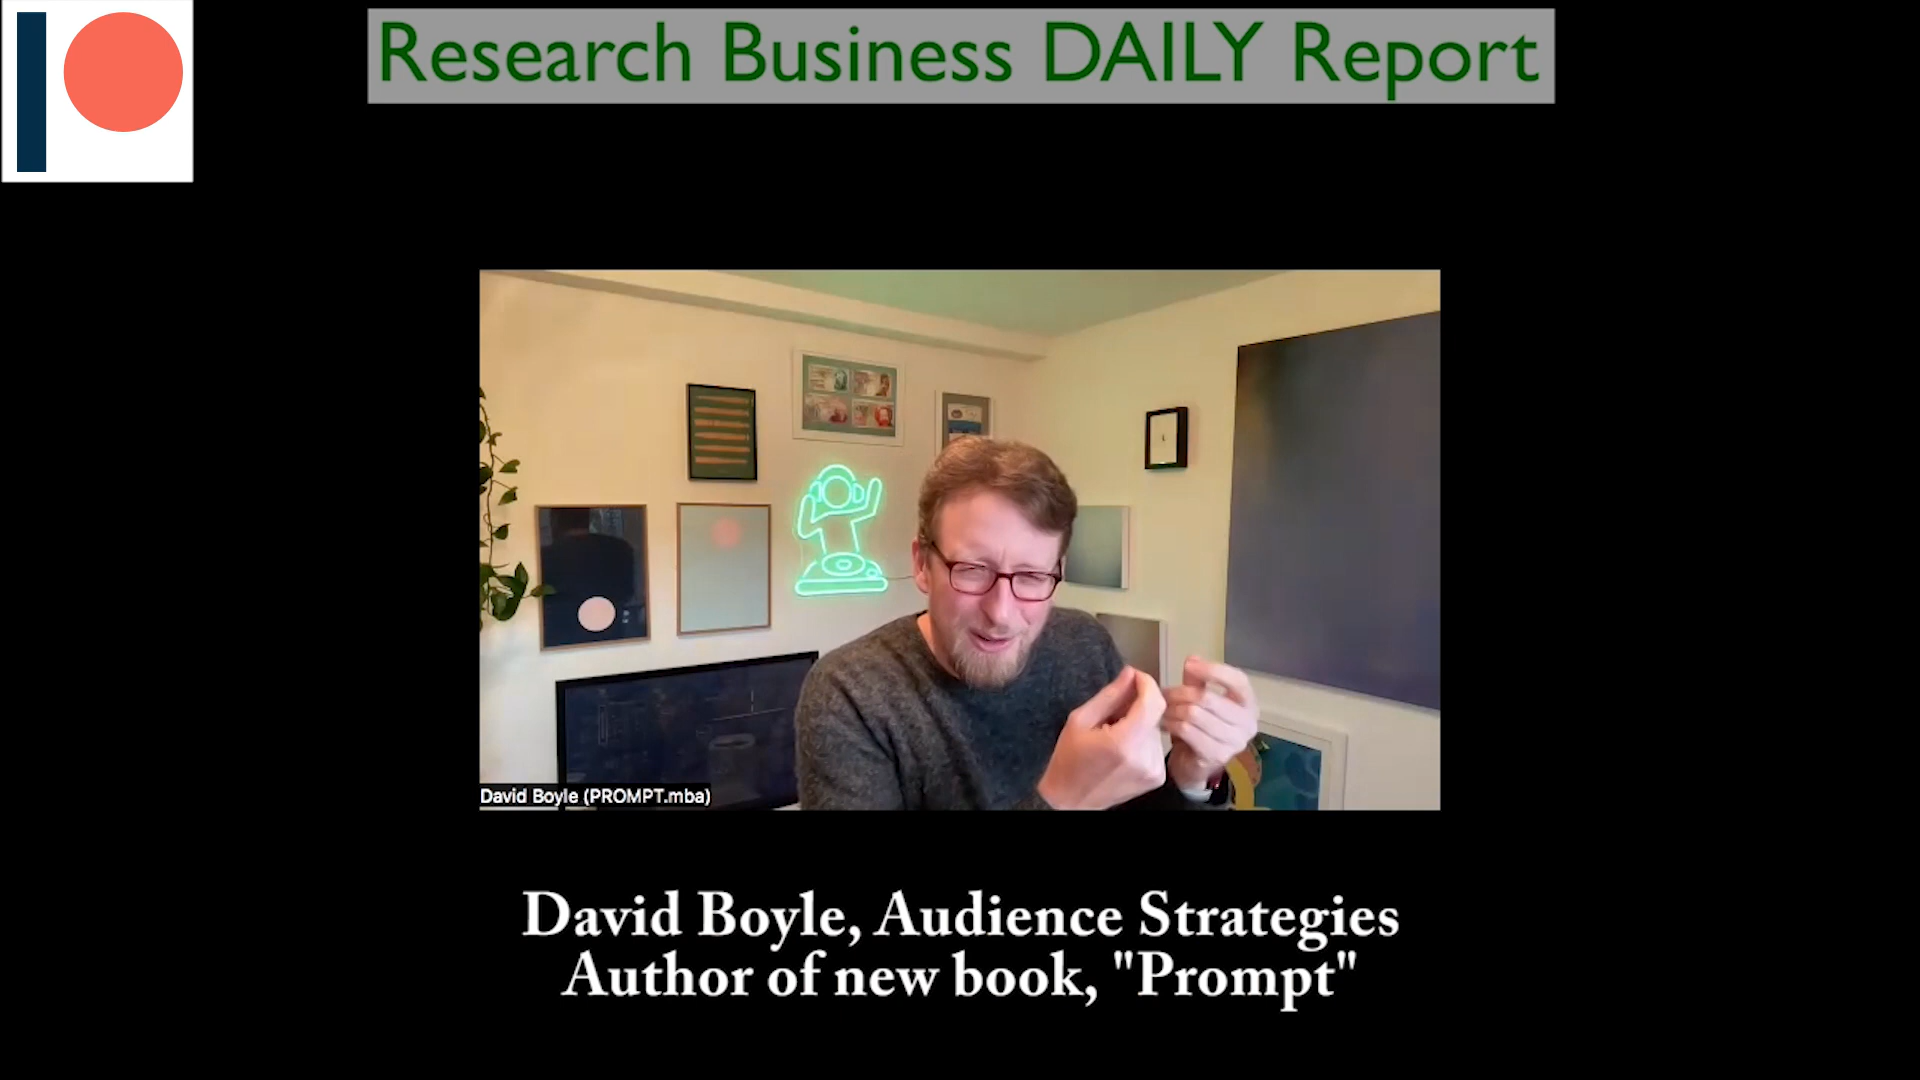 Research Business DAILY Report
David Boyle (PROMPT.mba)
David Boyle, Audience Strategies
Author of new book, "Prompt"